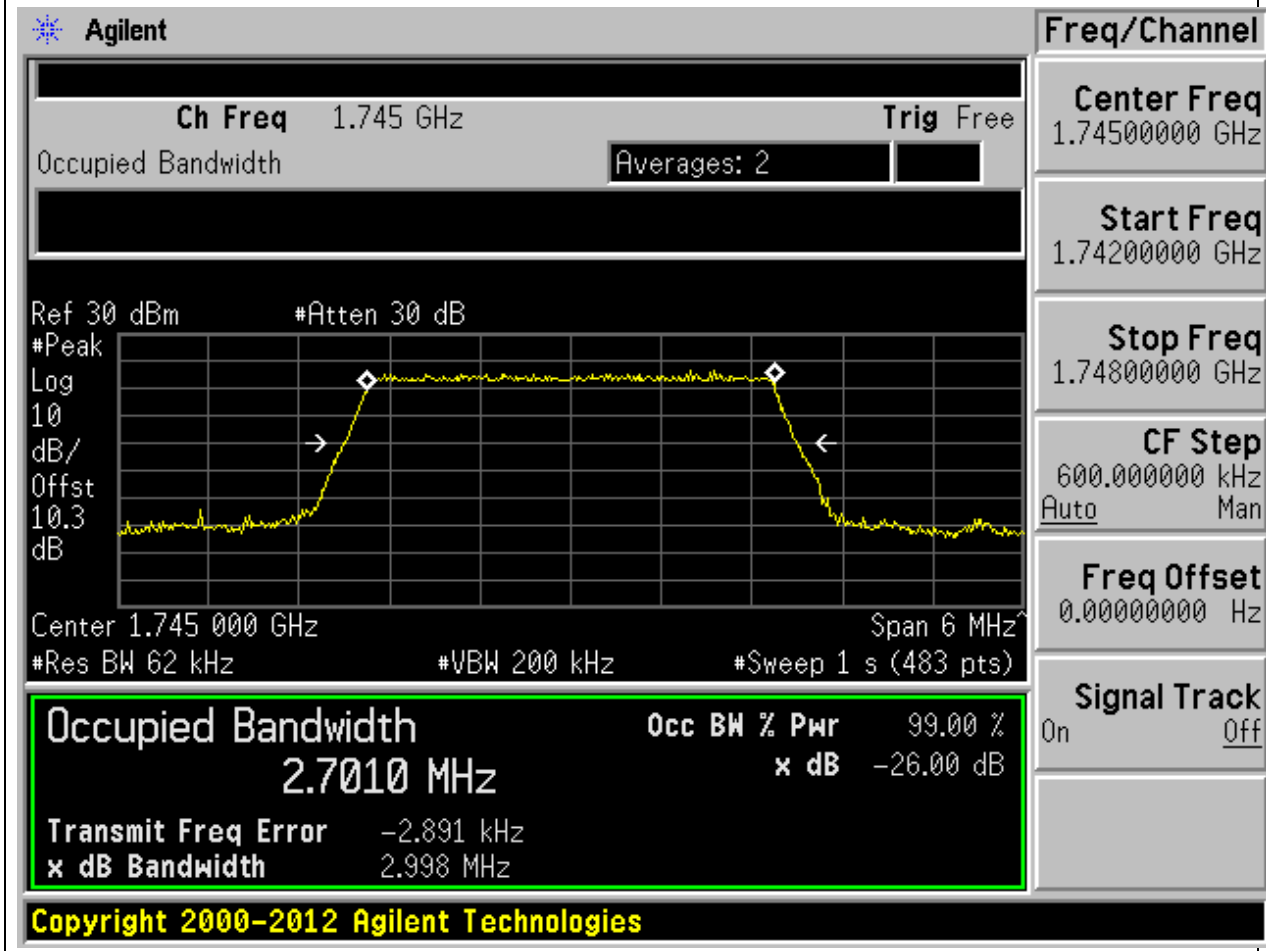 Agilent
Freq/Channel
Ch Freq 1.745 GHz Trig Free
Occupied Bandwidth Averages: 2
Ref 30 dBm #Atten 30 dB
#Peak
Log
10
dB/
Offst
10.3
dB
Center 1.745 000 GHz Span 6 MHz^
#Res BW 62 kHz #VBW 200 kHz #Sweep 1 s (483 pts)
Occupied Bandwidth
2.7010 MHz
Occ BW % Pwr 99.00 %
x dB -26.00 dB
Transmit Freq Error -2.891 kHz
x dB Bandwidth 2.998 MHz
Center Freq
1.74500000 GHz
Start Freq
1.74200000 GHz
Stop Freq
1.74800000 GHz
CF Step
600.000000 kHz
Auto Man
Freq Offset
0.00000000 Hz
Signal Track
On Off
Copyright 2000-2012 Agilent Technologies